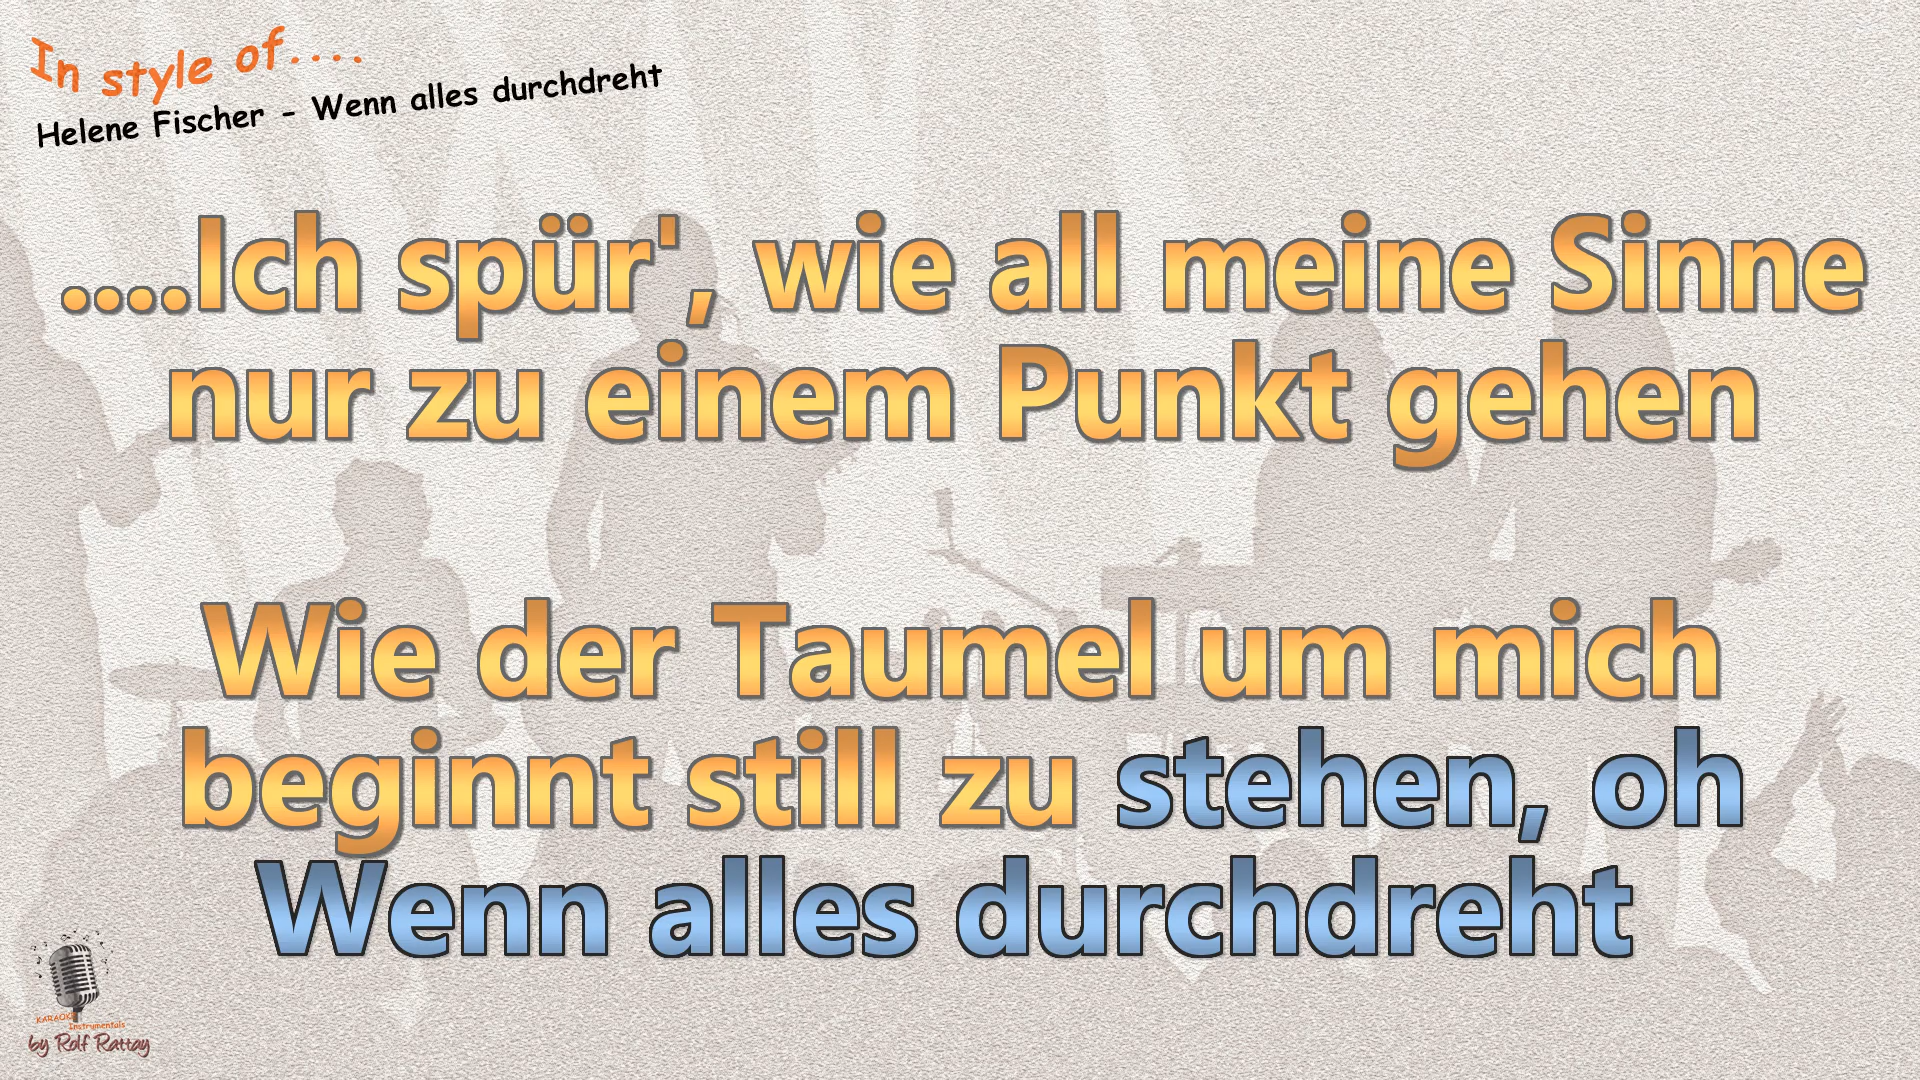 In style of....
Helene Fischer - Wenn alles durchdreht
....Ich spür', wie all meine Sinne
nur zu einem Punkt gehen
Wie der Taumel um mich
beginnt still zu stehen, oh
Wenn alles durchdreht
KARAOKE
Instrumentals
by Rolf Rattay